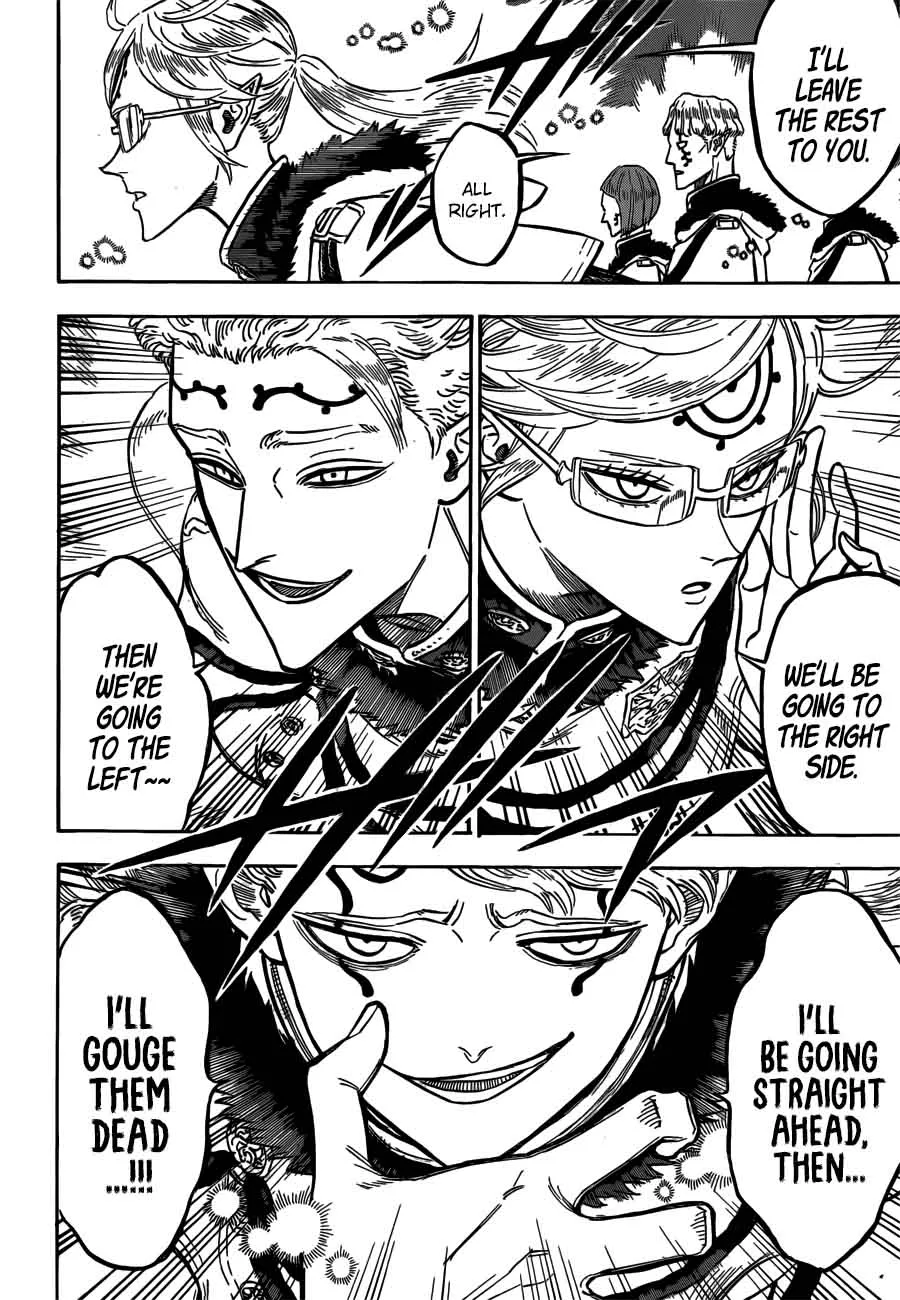 I'LL
LEAVE
THE REST
TO YOU.
ALL
RIGHT.
WE'LL BE
GOING TO
THE RIGHT
SIDE.
THEN
WE'RE
GOING
TO THE
LEFT~~
I'LL
BE GOING
STRAIGHT
AHEAD,
THEN...
I'LL
GOUGE
THEM
DEAD
...!!!